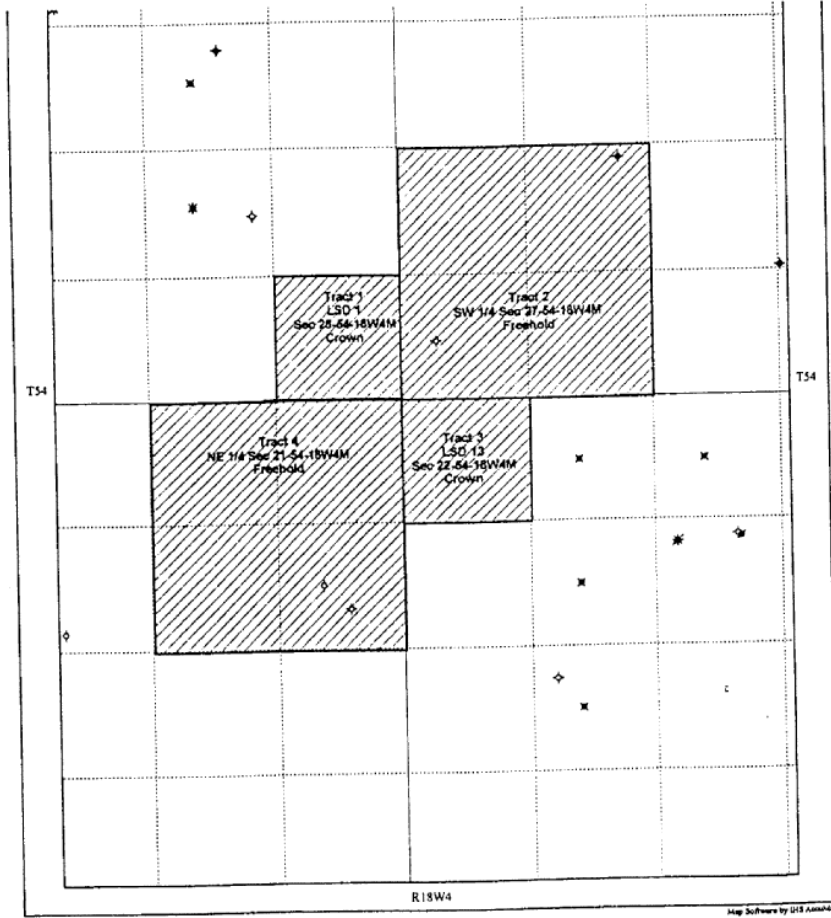 Tract 1
LSD 1
Sec 28-54-18W4M
Crown
Tract 2
SW 1/4 Sec 27-54-18W4M
Freehold
T54
T54
Tract 4
NE 1/4 Sec 21-54-18W4M
Freehold
Tract 3
LSD 13
Sec 22-54-18W4M
Crown
R18W4
Map Software by IHS